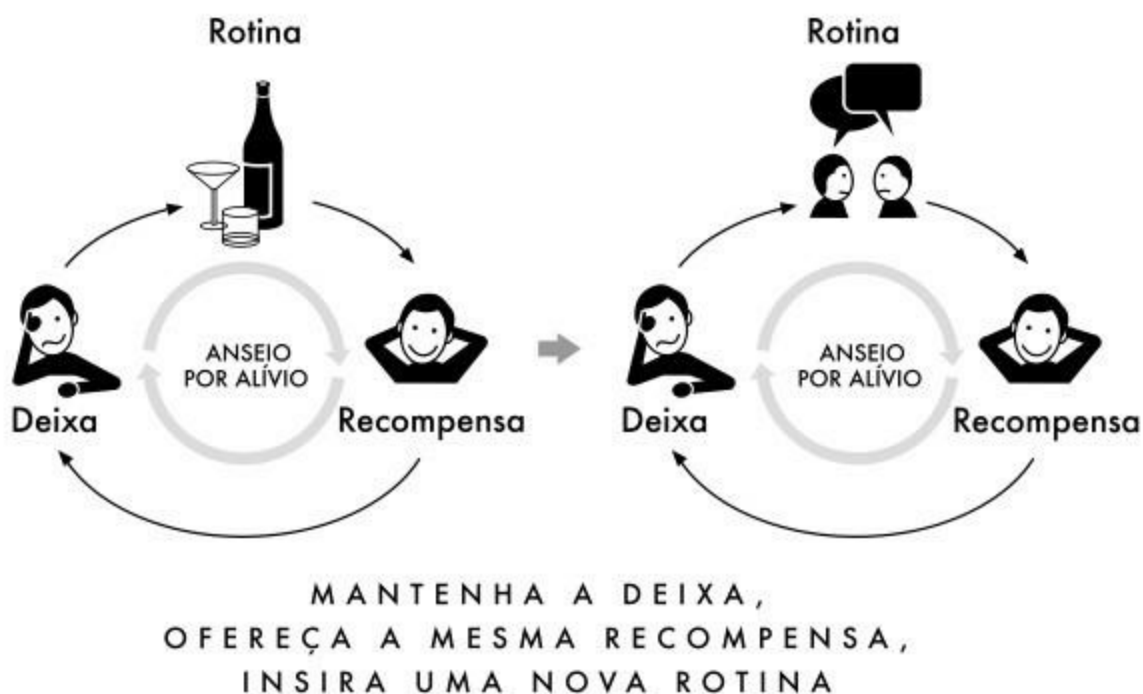 Rotina
Rotina
ANSEIO
POR ALÍVIO
ANSEIO
POR ALÍVIO
Deixa
Recompensa
Deixa
Recompensa
MANTENHA A DEIXA,
OFEREÇA A MESMA RECOMPENSA,
INSIRA UMA NOVA ROTINA